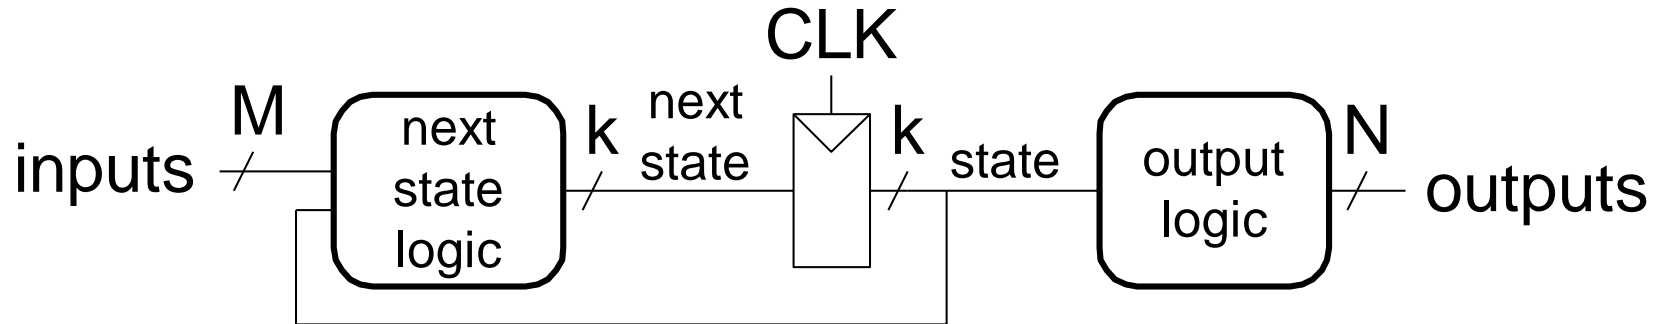 CLK
inputs
M
next
state
logic
k
next
state
k
state
output
logic
N
outputs